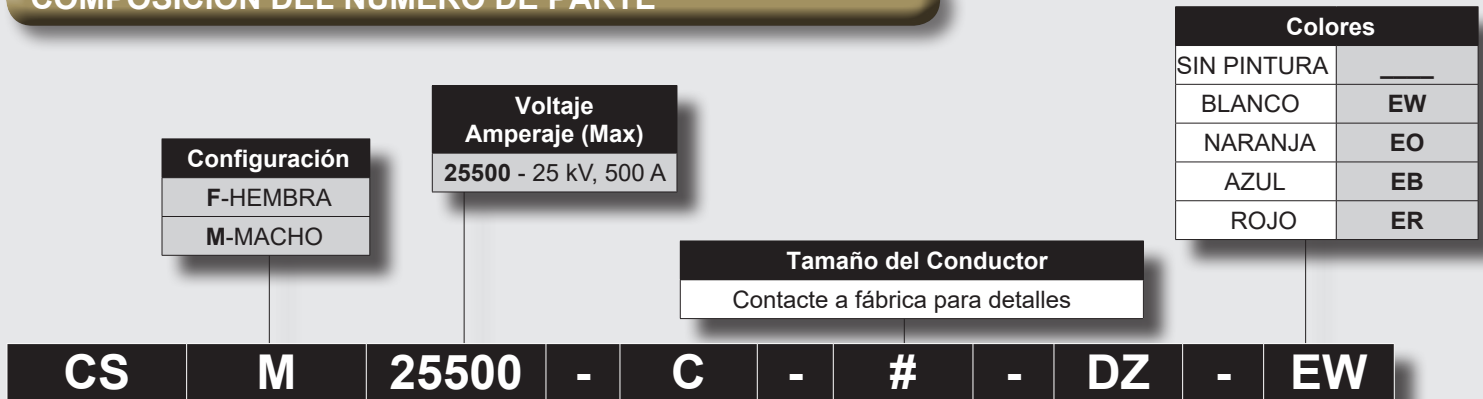 COMPOSICIÓN DEL NÚMERO DE PARTE
Colores
SIN PINTURA ____
BLANCO EW
NARANJA EO
AZUL EB
ROJO ER
Voltaje
Amperaje (Max)
25500 - 25 kV, 500 A
Configuración
F-HEMBRA
M-MACHO
Tamaño del Conductor
Contacte a fábrica para detalles
CS M 25500 - C - # - DZ - EW